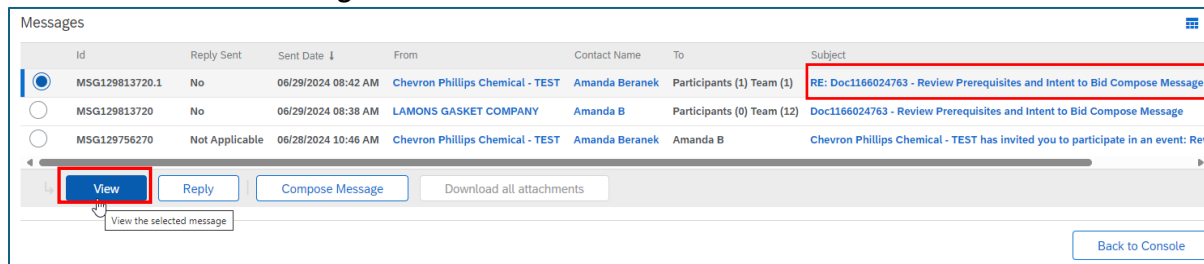 Messages
Id Reply Sent Sent Date ↓ From Contact Name To Subject
MSG129813720.1 No 06/29/2024 08:42 AM Chevron Phillips Chemical - TEST Amanda Beranek Participants (1) Team (1) RE: Doc1166024763 - Review Prerequisites and Intent to Bid Compose Message
MSG129813720 No 06/29/2024 08:38 AM LAMONS GASKET COMPANY Amanda B Participants (0) Team (12) Doc1166024763 - Review Prerequisites and Intent to Bid Compose Message
MSG129756270 Not Applicable 06/28/2024 10:46 AM Chevron Phillips Chemical - TEST Amanda Beranek Amanda B Chevron Phillips Chemical - TEST has invited you to participate in an event: Re
View Reply Compose Message Download all attachments
View the selected message
Back to Console